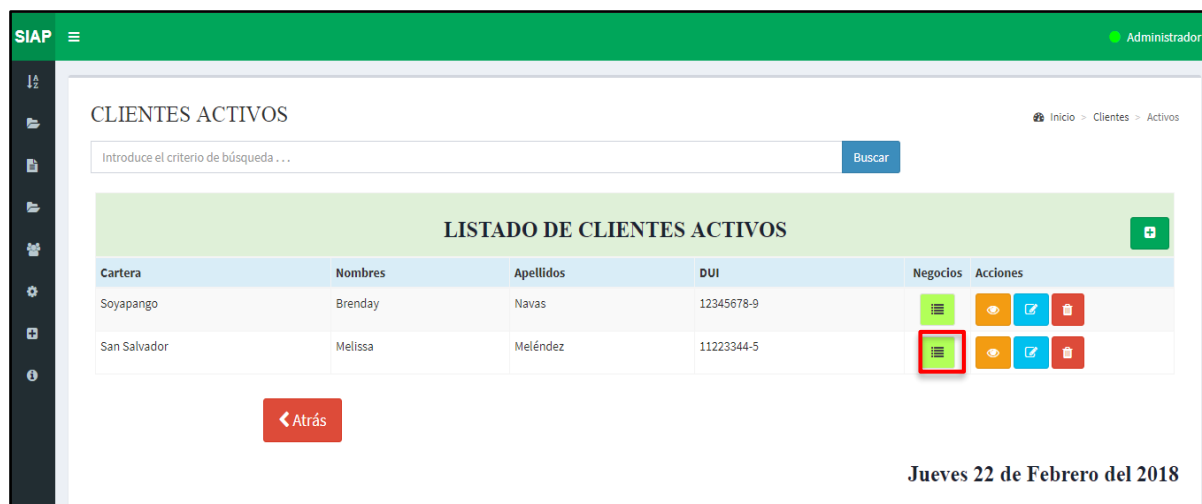 SIAP
Administrador
CLIENTES ACTIVOS
Inicio > Clientes > Activos
Introduce el criterio de búsqueda . . .
Buscar
LISTADO DE CLIENTES ACTIVOS
Cartera Nombres Apellidos DUI Negocios Acciones
Soyapango Brenday Navas 12345678-9
San Salvador Melissa Meléndez 11223344-5
Atrás
Jueves 22 de Febrero del 2018